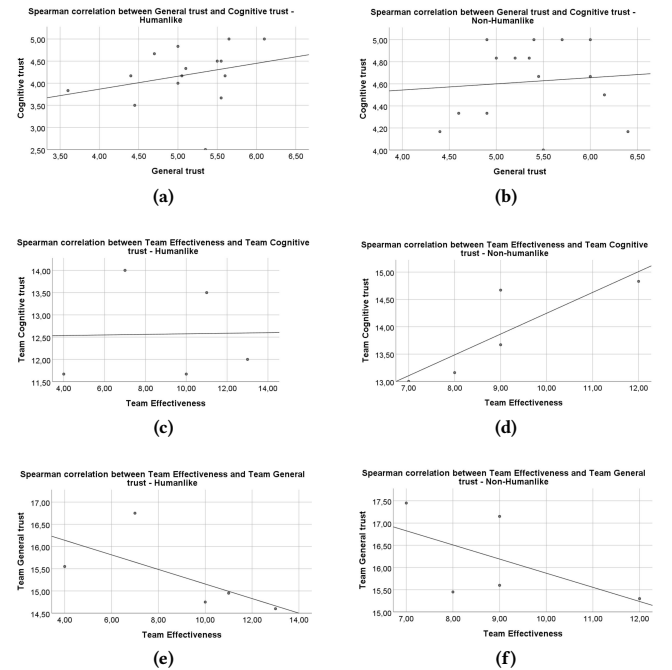 Spearman correlation between General trust and Cognitive trust -
Humanlike
Cognitive trust
5,00
4,50
4,00
3,50
3,00
2,50
3,50 4,00 4,50 5,00 5,50 6,00 6,50
General trust
(a)
Spearman correlation between General trust and Cognitive trust -
Non-Humanlike
Cognitive trust
5,00
4,80
4,60
4,40
4,20
4,00
4,00 4,50 5,00 5,50 6,00 6,50
General trust
(b)
Spearman correlation between Team Effectiveness and Team Cognitive
trust - Humanlike
Team Cognitive trust
14,00
13,50
13,00
12,50
12,00
11,50
4,00 6,00 8,00 10,00 12,00 14,00
Team Effectiveness
(c)
Spearman correlation between Team Effectiveness and Team Cognitive
trust - Non-humanlike
Team Cognitive trust
15,00
14,50
14,00
13,50
13,00
7,00 8,00 9,00 10,00 11,00 12,00
Team Effectiveness
(d)
Spearman correlation between Team Effectiveness and Team General
trust - Humanlike
Team General trust
17,00
16,50
16,00
15,50
15,00
14,50
4,00 6,00 8,00 10,00 12,00 14,00
Team Effectiveness
(e)
Spearman correlation between Team Effectiveness and Team General
trust - Non-Humanlike
Team General trust
17,50
17,00
16,50
16,00
15,50
15,00
7,00 8,00 9,00 10,00 11,00 12,00
Team Effectiveness
(f)